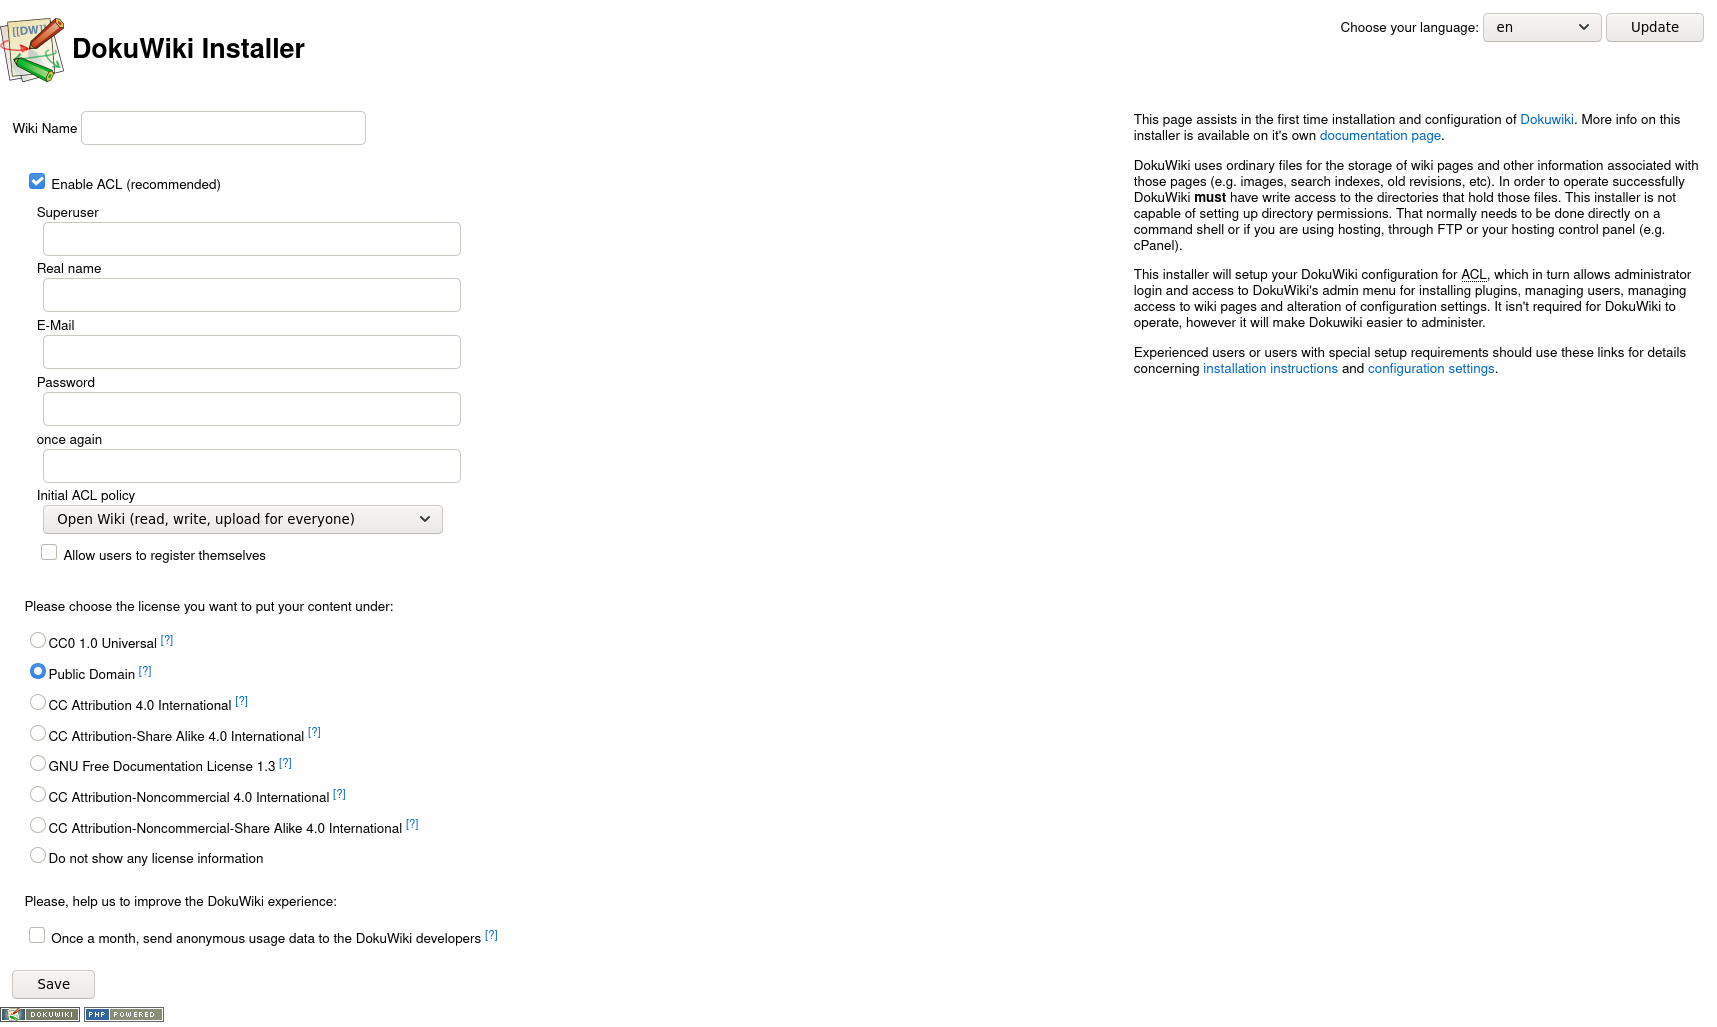 [[DW]]
DokuWiki Installer
Choose your language: en Update
Wiki Name
Enable ACL (recommended)
Superuser
Real name
E-Mail
Password
once again
Initial ACL policy
Open Wiki (read, write, upload for everyone)
Allow users to register themselves
Please choose the license you want to put your content under:
CC0 1.0 Universal [?]
Public Domain [?]
CC Attribution 4.0 International [?]
CC Attribution-Share Alike 4.0 International [?]
GNU Free Documentation License 1.3 [?]
CC Attribution-Noncommercial 4.0 International [?]
CC Attribution-Noncommercial-Share Alike 4.0 International [?]
Do not show any license information
Please, help us to improve the DokuWiki experience:
Once a month, send anonymous usage data to the DokuWiki developers [?]
Save
This page assists in the first time installation and configuration of Dokuwiki. More info on this
installer is available on it's own documentation page.
DokuWiki uses ordinary files for the storage of wiki pages and other information associated with
those pages (e.g. images, search indexes, old revisions, etc). In order to operate successfully
DokuWiki must have write access to the directories that hold those files. This installer is not
capable of setting up directory permissions. That normally needs to be done directly on a
command shell or if you are using hosting, through FTP or your hosting control panel (e.g.
cPanel).
This installer will setup your DokuWiki configuration for ACL, which in turn allows administrator
login and access to DokuWiki's admin menu for installing plugins, managing users, managing
access to wiki pages and alteration of configuration settings. It isn't required for DokuWiki to
operate, however it will make Dokuwiki easier to administer.
Experienced users or users with special setup requirements should use these links for details
concerning installation instructions and configuration settings.
DOKUWIKI PHP POWERED